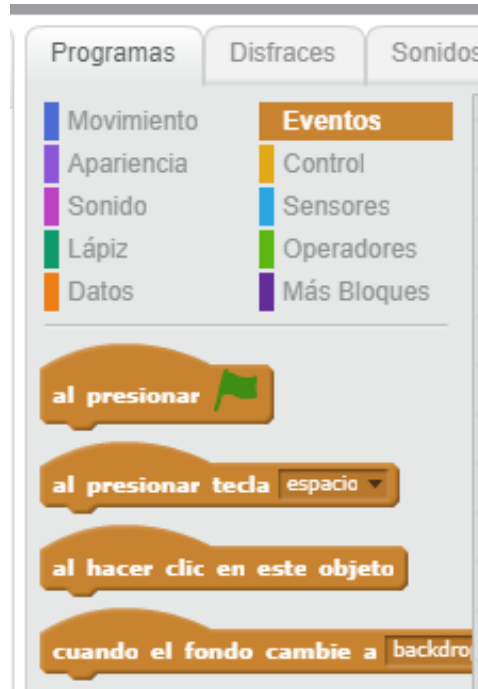 Programas Disfraces Sonidos
Movimiento Eventos
Apariencia Control
Sonido Sensores
Lápiz Operadores
Datos Más Bloques
al presionar
al presionar tecla espacio
al hacer clic en este objeto
cuando el fondo cambie a backdro